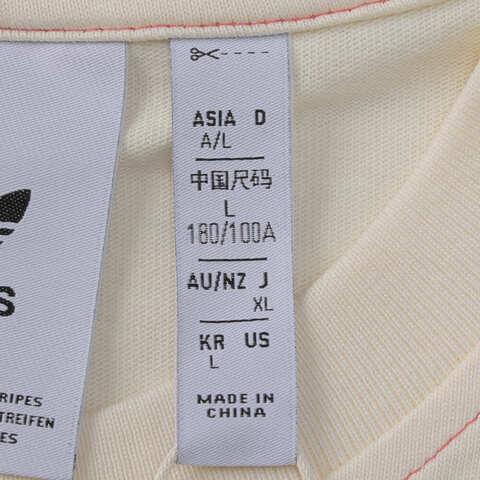 ASIA D
A/L
中国尺码
L
180/100A
AU/NZ J
XL
KR US
L
MADE IN
CHINA
S
RIPES
TREIFEN
ES